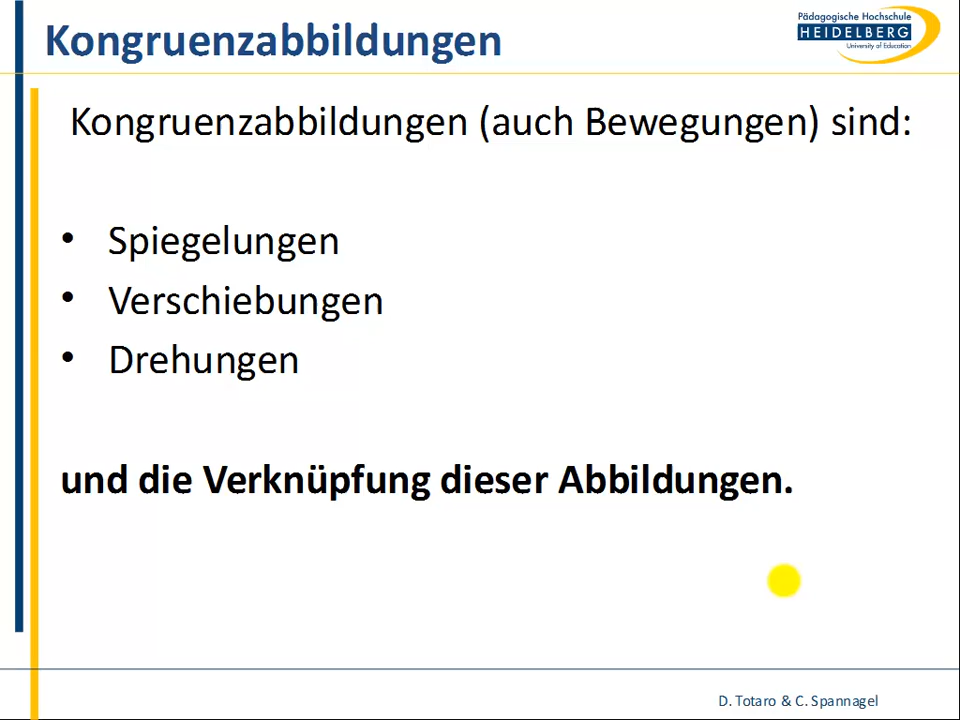 Kongruenzabbildungen
Pädagogische Hochschule
HEIDELBERG
University of Education
Kongruenzabbildungen (auch Bewegungen) sind:
• Spiegelungen
• Verschiebungen
• Drehungen
und die Verknüpfung dieser Abbildungen.
D. Totaro & C. Spannagel